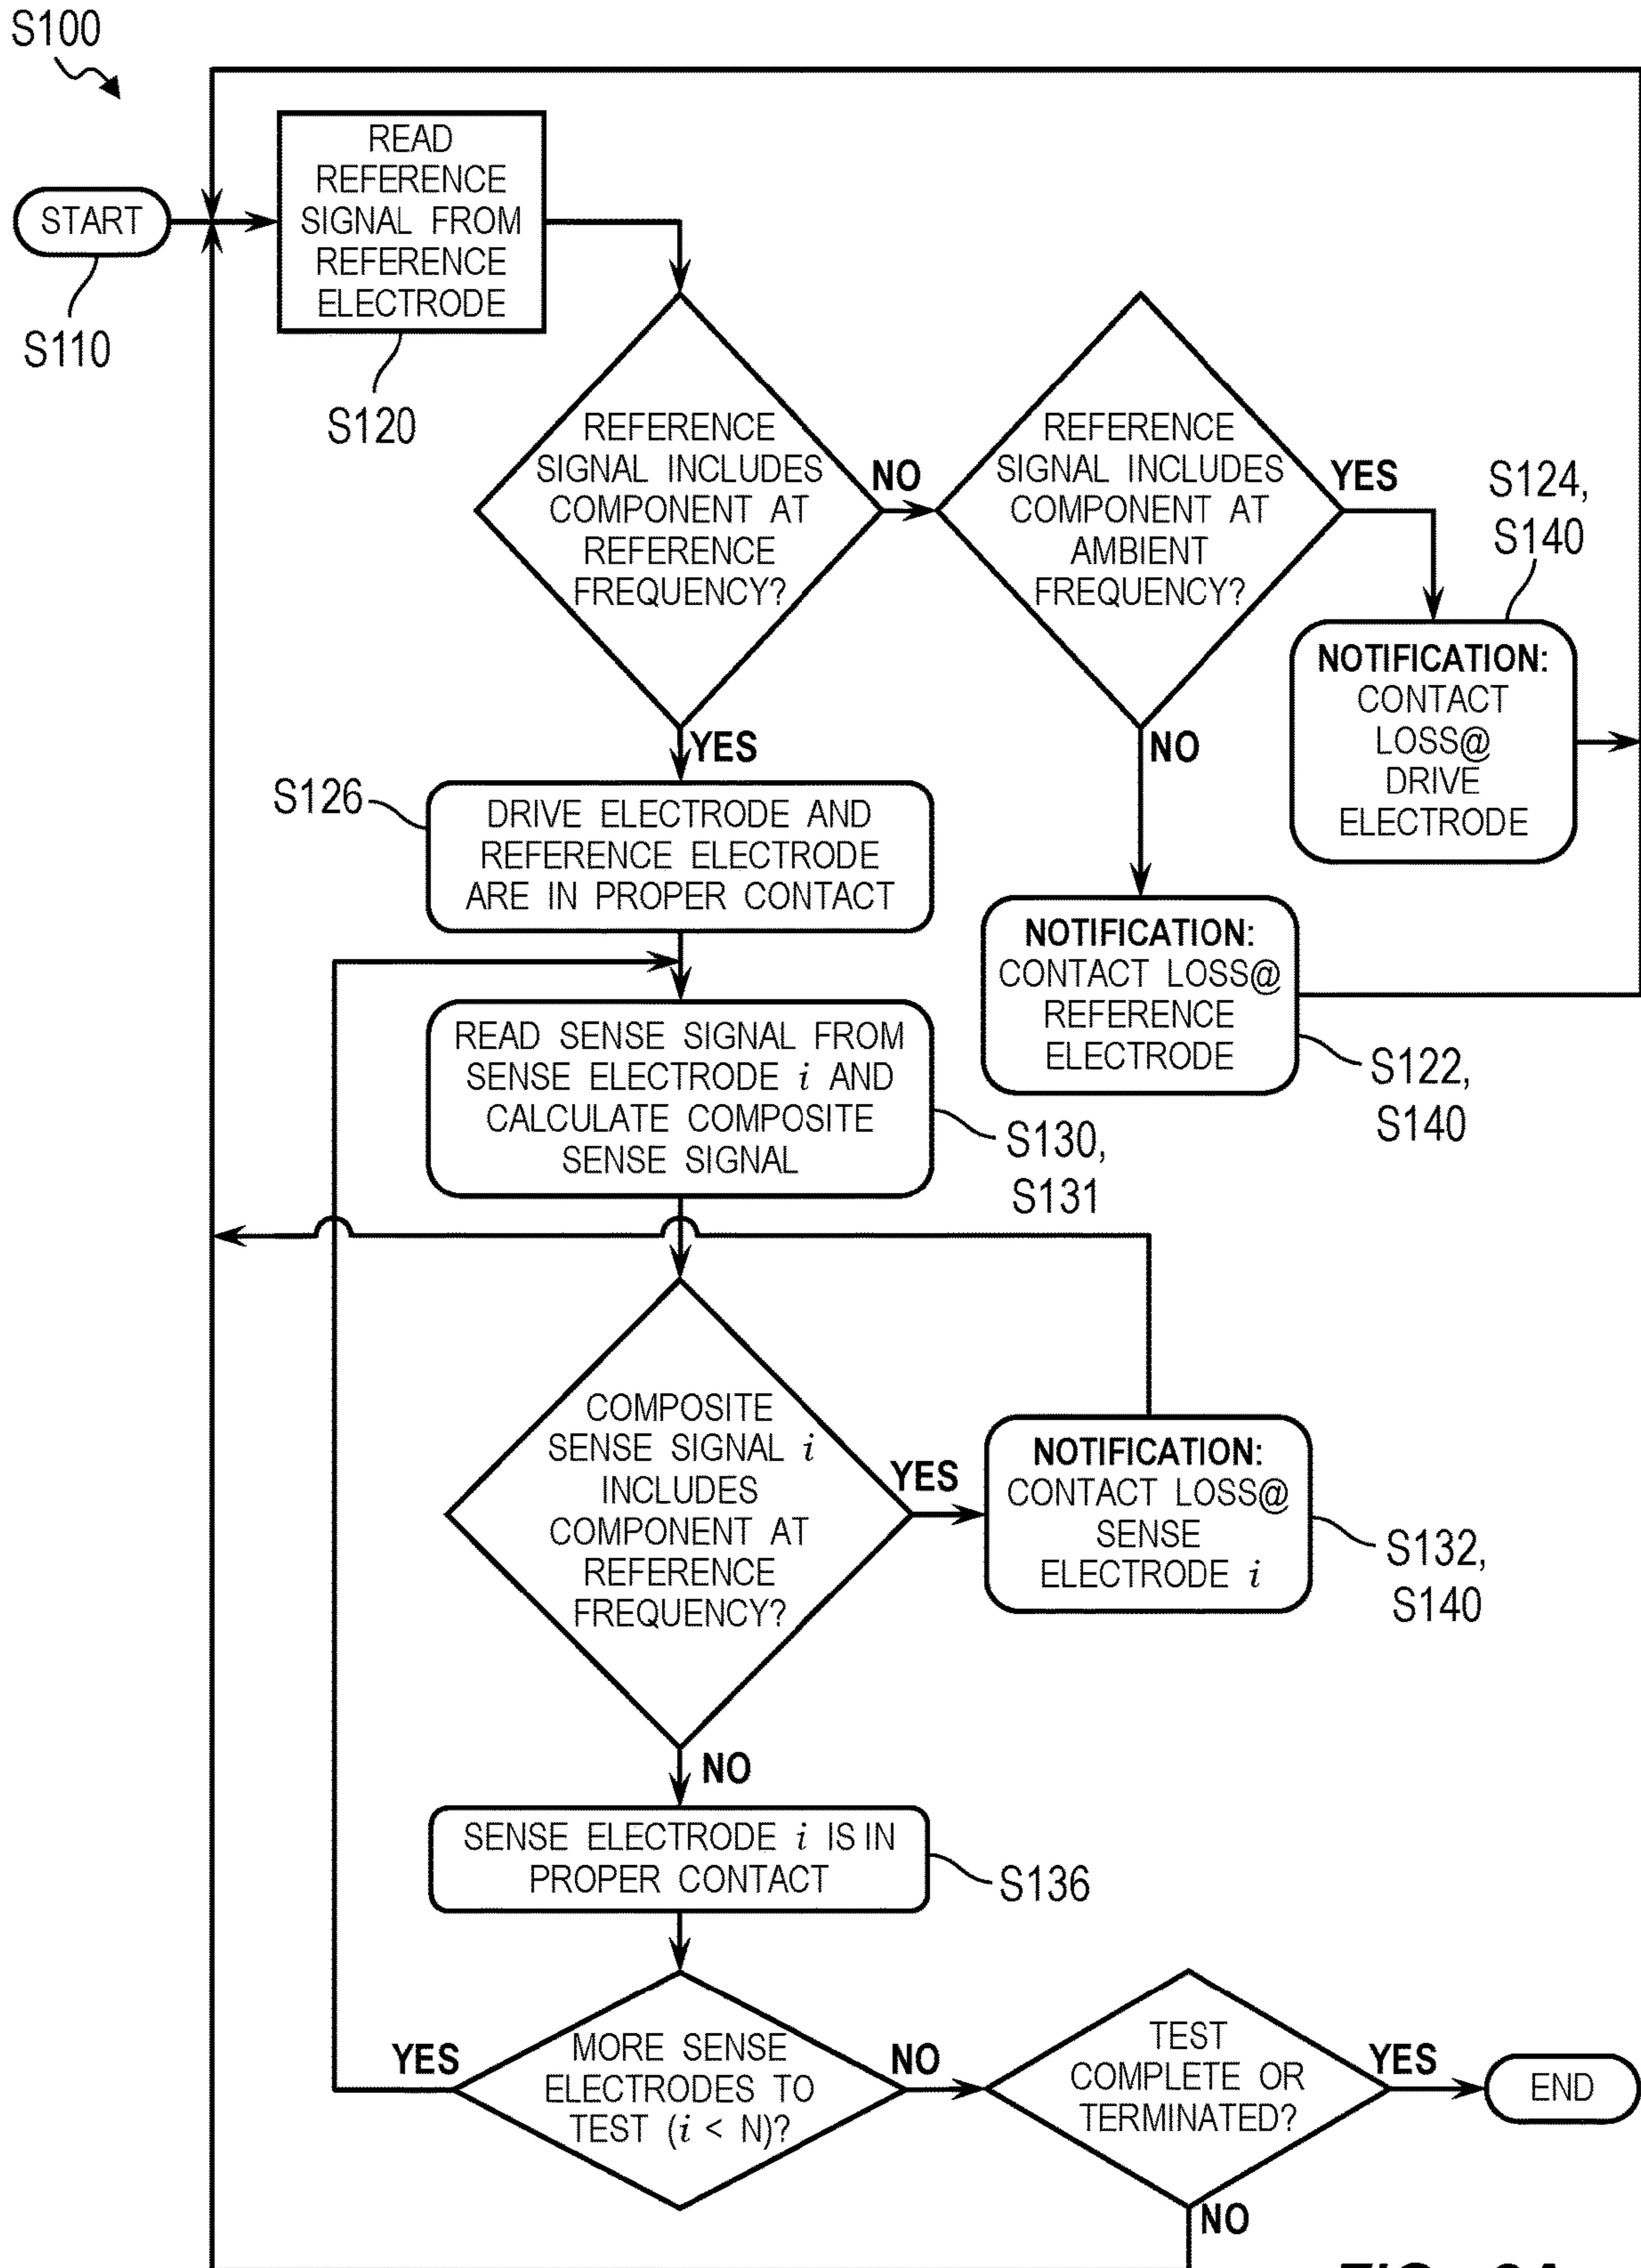 S100
READ
REFERENCE
SIGNAL FROM
REFERENCE
ELECTRODE
START
S110
S120
REFERENCE
SIGNAL INCLUDES
COMPONENT AT
REFERENCE
FREQUENCY?
NO
REFERENCE
SIGNAL INCLUDES
COMPONENT AT
AMBIENT
FREQUENCY?
YES
S124,
S140
NOTIFICATION:
CONTACT
LOSS@
DRIVE
ELECTRODE
YES
NO
S126
DRIVE ELECTRODE AND
REFERENCE ELECTRODE
ARE IN PROPER CONTACT
NOTIFICATION:
CONTACT LOSS@
REFERENCE
ELECTRODE
S122,
S140
READ SENSE SIGNAL FROM
SENSE ELECTRODE i AND
CALCULATE COMPOSITE
SENSE SIGNAL
S130,
S131
COMPOSITE
SENSE SIGNAL i
INCLUDES
COMPONENT AT
REFERENCE
FREQUENCY?
YES
NOTIFICATION:
CONTACT LOSS@
SENSE
ELECTRODE i
S132,
S140
NO
SENSE ELECTRODE i IS IN
PROPER CONTACT
S136
YES
MORE SENSE
ELECTRODES TO
TEST (i < N)?
NO
TEST
COMPLETE OR
TERMINATED?
YES
END
NO